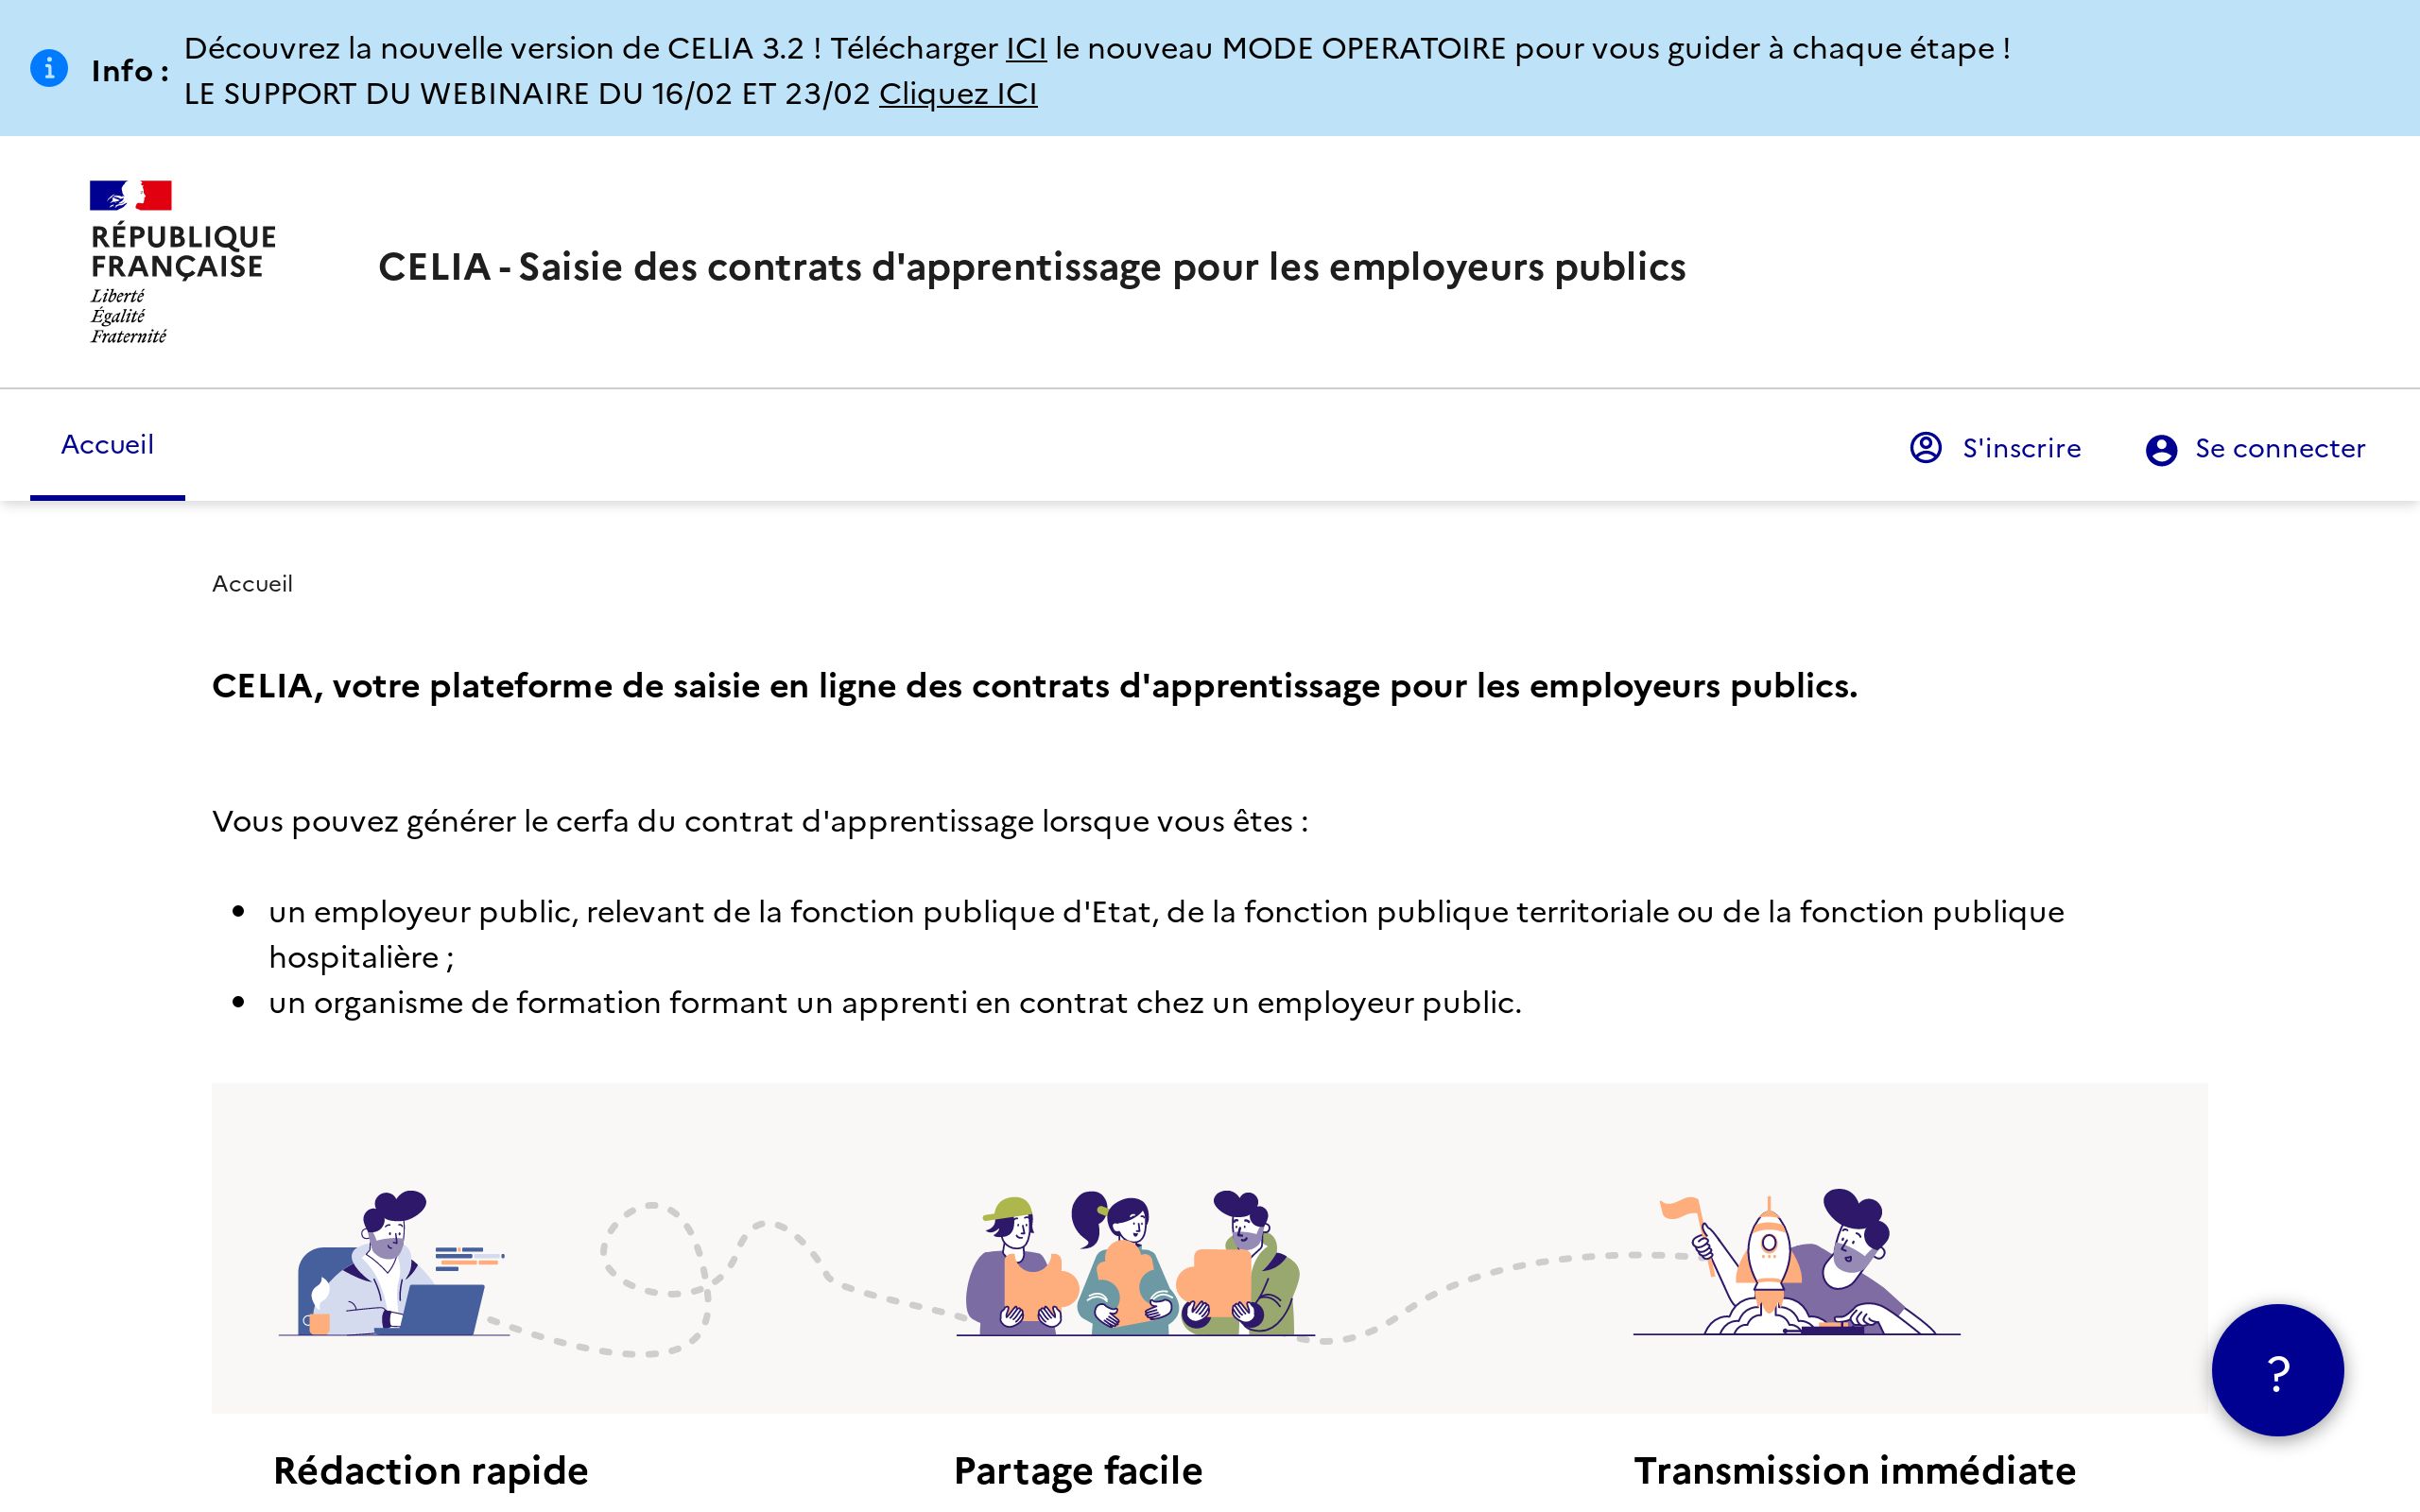 Info :
Découvrez la nouvelle version de CELIA 3.2 ! Télécharger ICI le nouveau MODE OPERATOIRE pour vous guider à chaque étape !
LE SUPPORT DU WEBINAIRE DU 16/02 ET 23/02 Cliquez ICI
RÉPUBLIQUE
FRANÇAISE
Liberté
Égalité
Fraternité
CELIA - Saisie des contrats d'apprentissage pour les employeurs publics
Accueil
S'inscrire
Se connecter
Accueil
CELIA, votre plateforme de saisie en ligne des contrats d'apprentissage pour les employeurs publics.
Vous pouvez générer le cerfa du contrat d'apprentissage lorsque vous êtes :
un employeur public, relevant de la fonction publique d'Etat, de la fonction publique territoriale ou de la fonction publique
hospitalière ;
un organisme de formation formant un apprenti en contrat chez un employeur public.
?
Rédaction rapide
Partage facile
Transmission immédiate